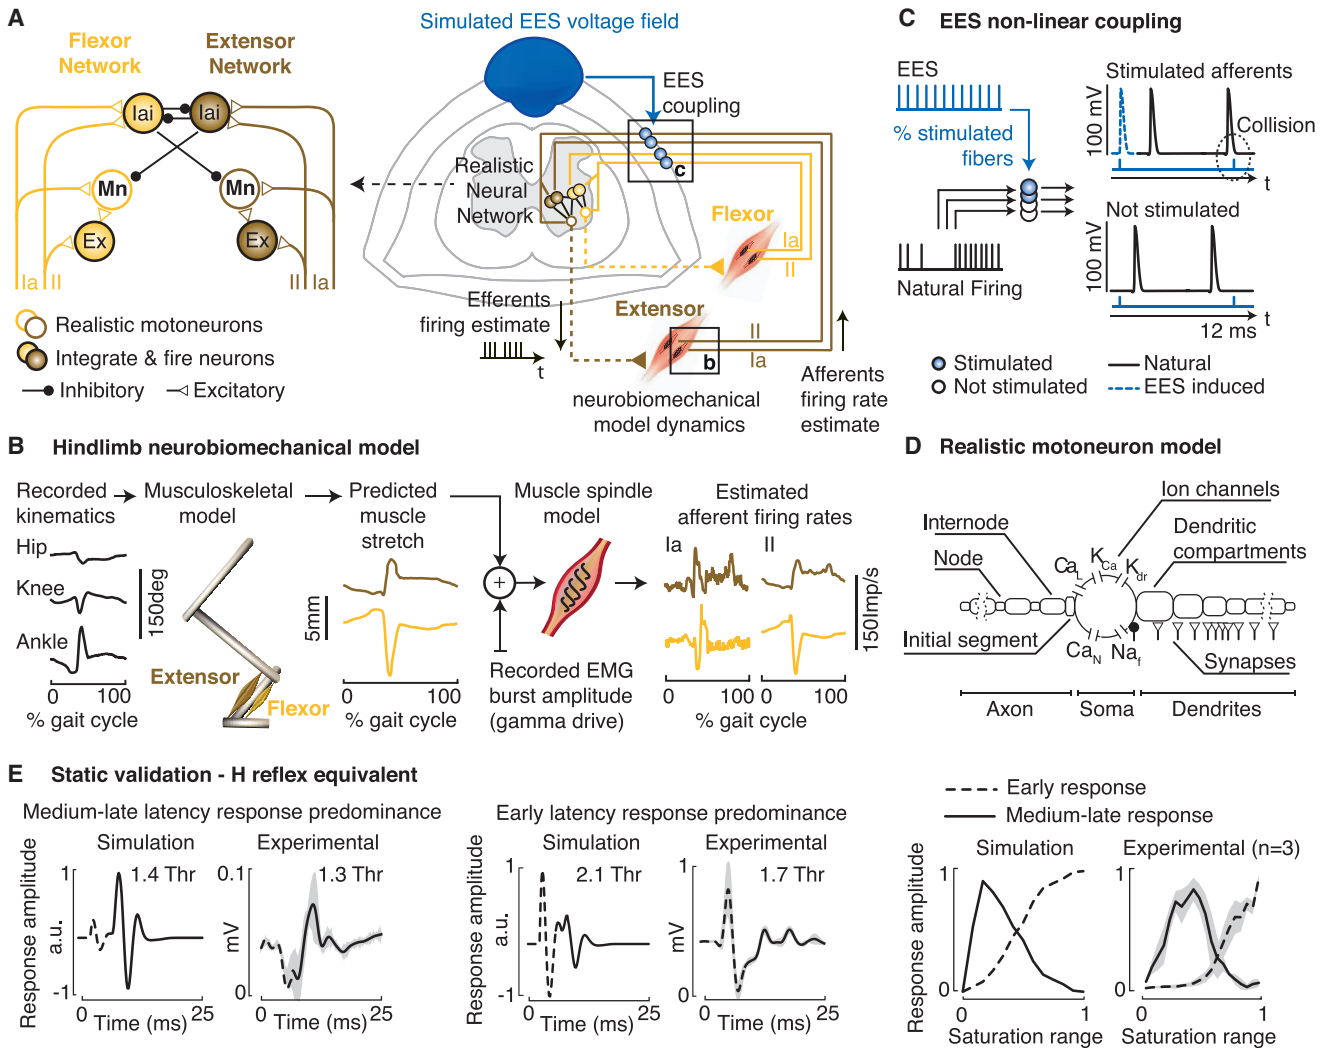 A
Flexor
Network
Extensor
Network
Iai
Iai
Mn
Mn
Ex
Ex
Ia
II
II
Ia
Realistic motoneurons
Integrate & fire neurons
Inhibitory
Excitatory
Simulated EES voltage field
EES
coupling
c
Realistic
Neural
Network
Flexor
Ia
II
Efferents
firing estimate
t
Extensor
II
Ia
b
neurobiomechanical
model dynamics
Afferents
firing rate
estimate
C EES non-linear coupling
EES
% stimulated
fibers
Natural Firing
Stimulated afferents
100 mV
Collision
t
Not stimulated
100 mV
12 ms
t
Stimulated
Not stimulated
Natural
EES induced
B Hindlimb neurobiomechanical model
Recorded
kinematics
Musculoskeletal
model
Predicted
muscle
stretch
Muscle spindle
model
Estimated
afferent firing rates
Hip
Knee
Ankle
150deg
0 100
% gait cycle
Extensor
Flexor
5mm
0 100
% gait cycle
+
Recorded EMG
burst amplitude
(gamma drive)
Ia
II
150Imp/s
0 100
0 100
% gait cycle
D Realistic motoneuron model
Ion channels
Internode
Dendritic
compartments
Node
CaL
KCa
Kdr
Initial segment
CaN
Naf
Synapses
Axon
Soma
Dendrites
E Static validation - H reflex equivalent
Medium-late latency response predominance
Simulation
1.4 Thr
Response amplitude
a.u.
1
-1
0 25
Time (ms)
Experimental
1.3 Thr
mV
0.1
0
0 25
Time (ms)
Early latency response predominance
Simulation
2.1 Thr
Response amplitude
a.u.
1
-1
0 25
Time (ms)
Experimental
1.7 Thr
mV
1
0
0 25
Time (ms)
Early response
Medium-late response
Simulation
Response amplitude
1
0
0 1
Saturation range
Experimental (n=3)
1
0
0 1
Saturation range